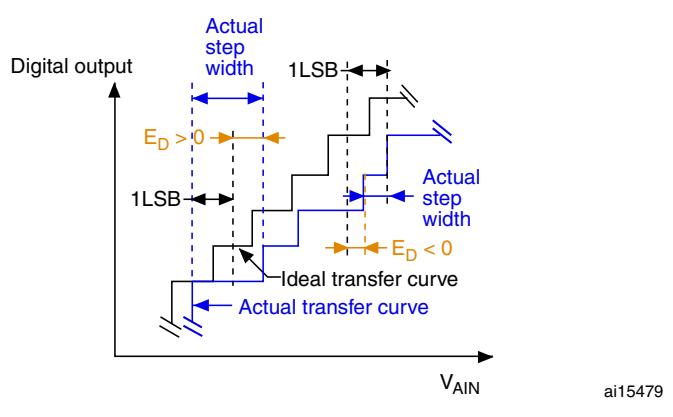 Actual
step
width
Digital output
1LSB
E_D > 0
1LSB
Actual
step
width
E_D < 0
Ideal transfer curve
Actual transfer curve
V_AIN
ai15479